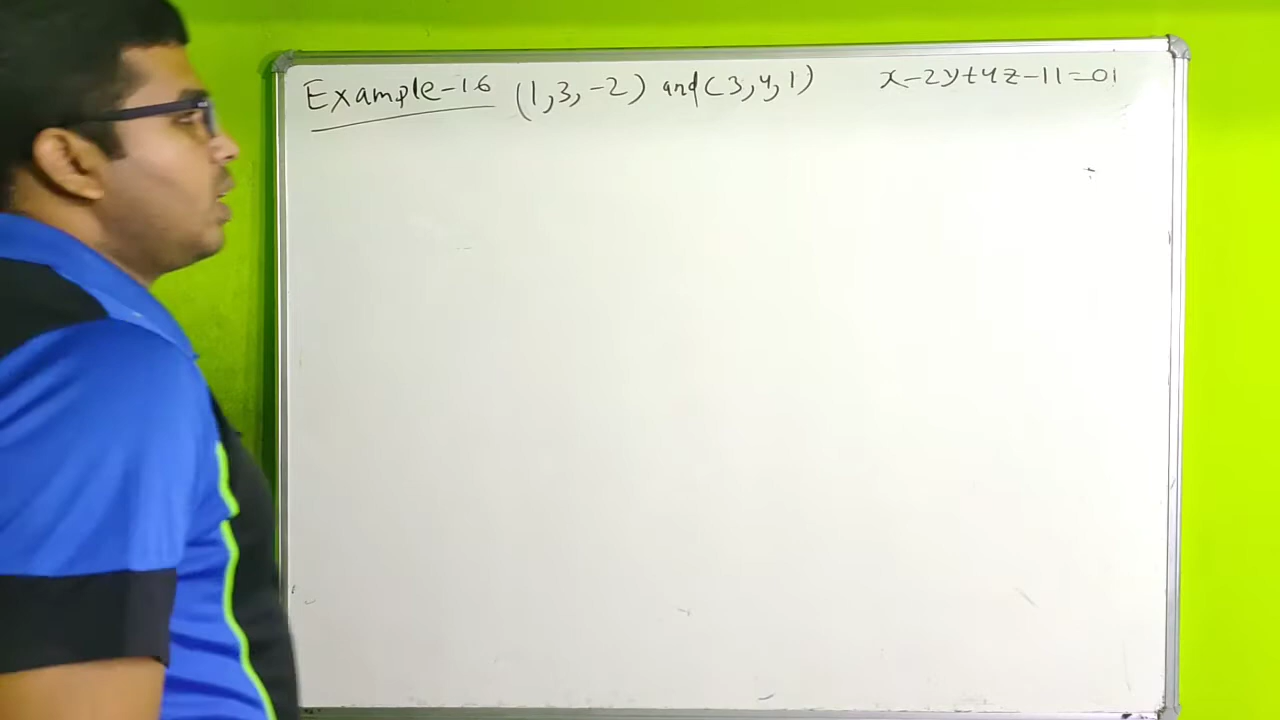 Example-16 (1,3,-2) and (3,4,1) x-2y+4z-11=0